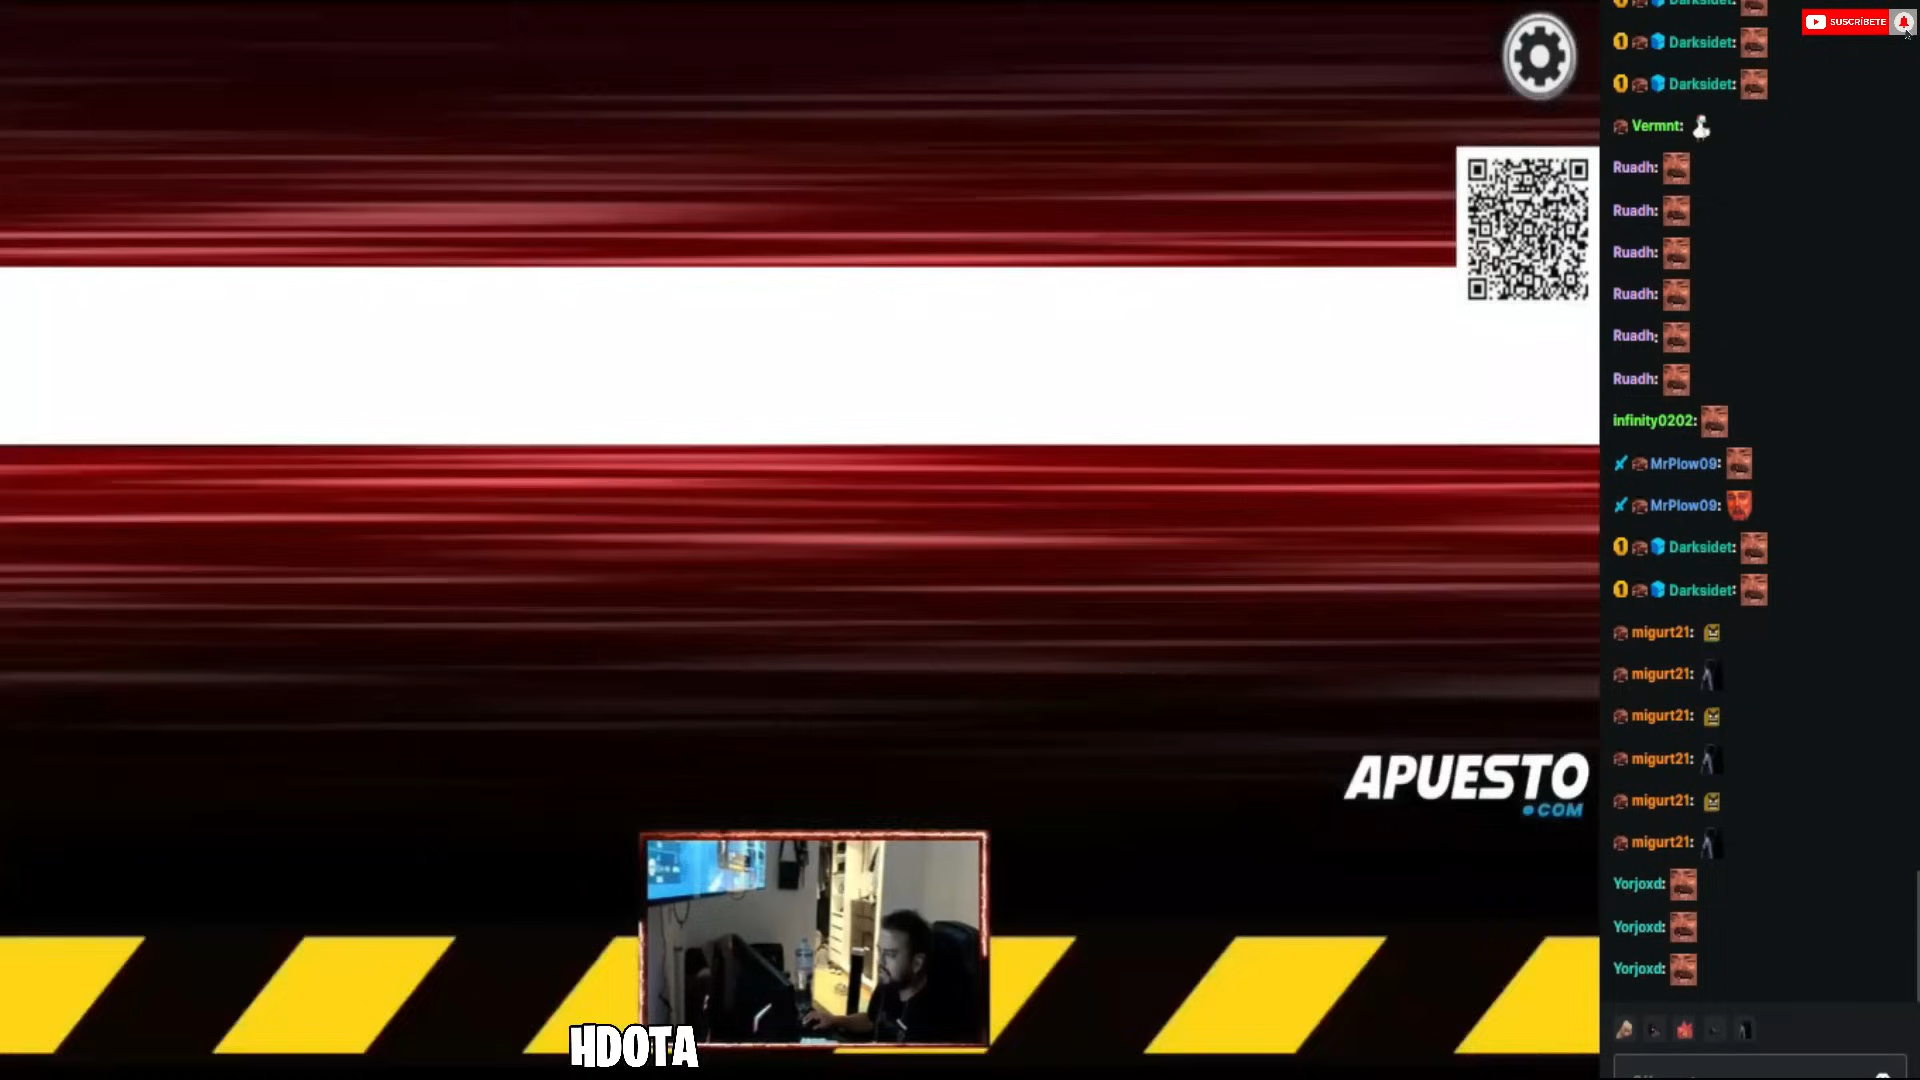 SUSCRÍBETE
Darksidet:
Darksidet:
Darksidet:
Vermnt:
Ruadh:
Ruadh:
Ruadh:
Ruadh:
Ruadh:
Ruadh:
infinity0202:
MrPlow09:
MrPlow09:
Darksidet:
Darksidet:
migurt21:
migurt21:
migurt21:
migurt21:
migurt21:
migurt21:
Yorjoxd:
Yorjoxd:
Yorjoxd:
APUESTO
.COM
HDOTA